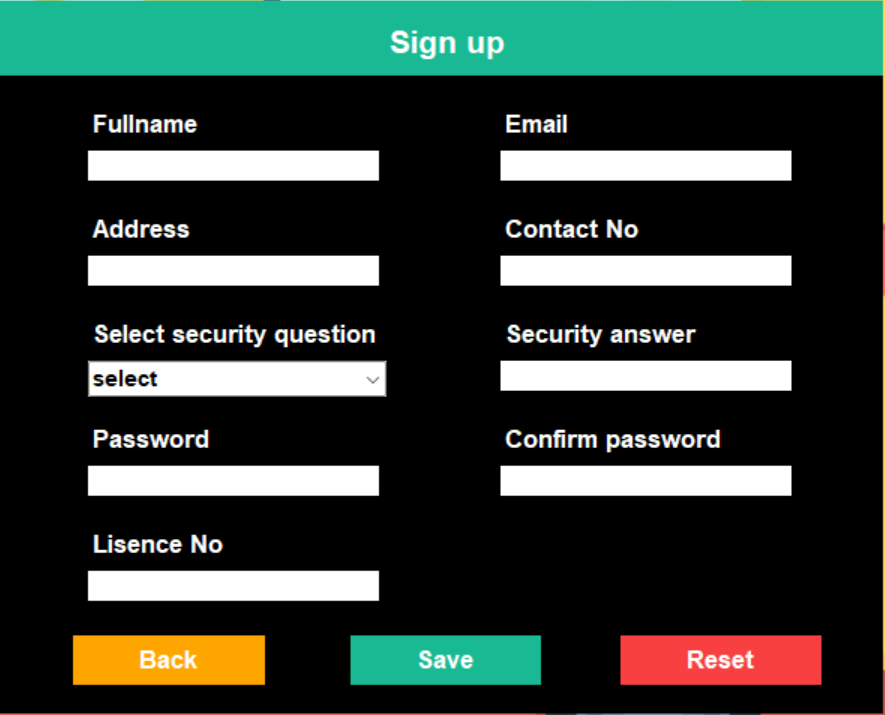 Sign up
Fullname
Email
Address
Contact No
Select security question
Security answer
select
Password
Confirm password
Lisence No
Back
Save
Reset